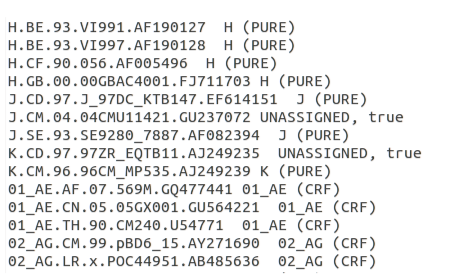 H.BE.93.VI991.AF190127 H (PURE)
H.BE.93.VI997.AF190128 H (PURE)
H.CF.90.056.AF005496 H (PURE)
H.GB.00.00GBAC4001.FJ711703 H (PURE)
J.CD.97.J_97DC_KTB147.EF614151 J (PURE)
J.CM.04.04CMU11421.GU237072 UNASSIGNED, true
J.SE.93.SE9280_7887.AF082394 J (PURE)
K.CD.97.97ZR_EQTB11.AJ249235 UNASSIGNED, true
K.CM.96.96CM_MP535.AJ249239 K (PURE)
01_AE.AF.07.569M.GQ477441 01_AE (CRF)
01_AE.CN.05.05GX001.GU564221 01_AE (CRF)
01_AE.TH.90.CM240.U54771 01_AE (CRF)
02_AG.CM.99.pBD6_15.AY271690 02_AG (CRF)
02_AG.LR.x.POC44951.AB485636 02_AG (CRF)